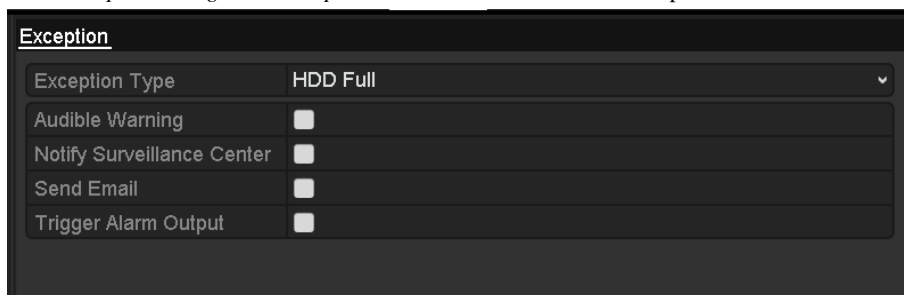 Exception
Exception Type HDD Full
Audible Warning
Notify Surveillance Center
Send Email
Trigger Alarm Output